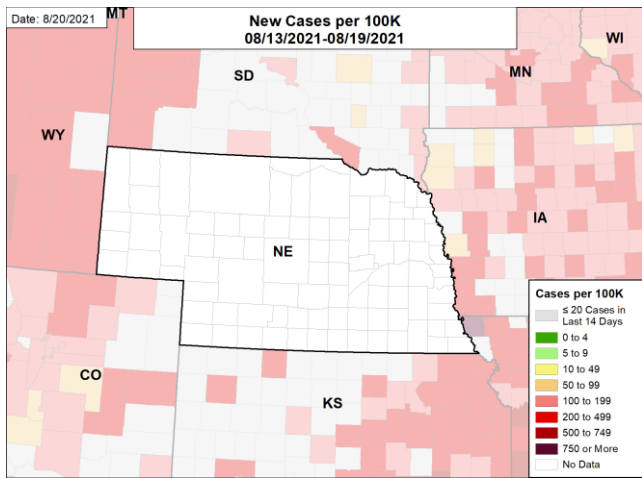 Date: 8/20/2021
New Cases per 100K
08/13/2021-08/19/2021
MT
WI
SD
MN
WY
NE
IA
CO
KS
Cases per 100K
≤ 20 Cases in
Last 14 Days
0 to 4
5 to 9
10 to 49
50 to 99
100 to 199
200 to 499
500 to 749
750 or More
No Data